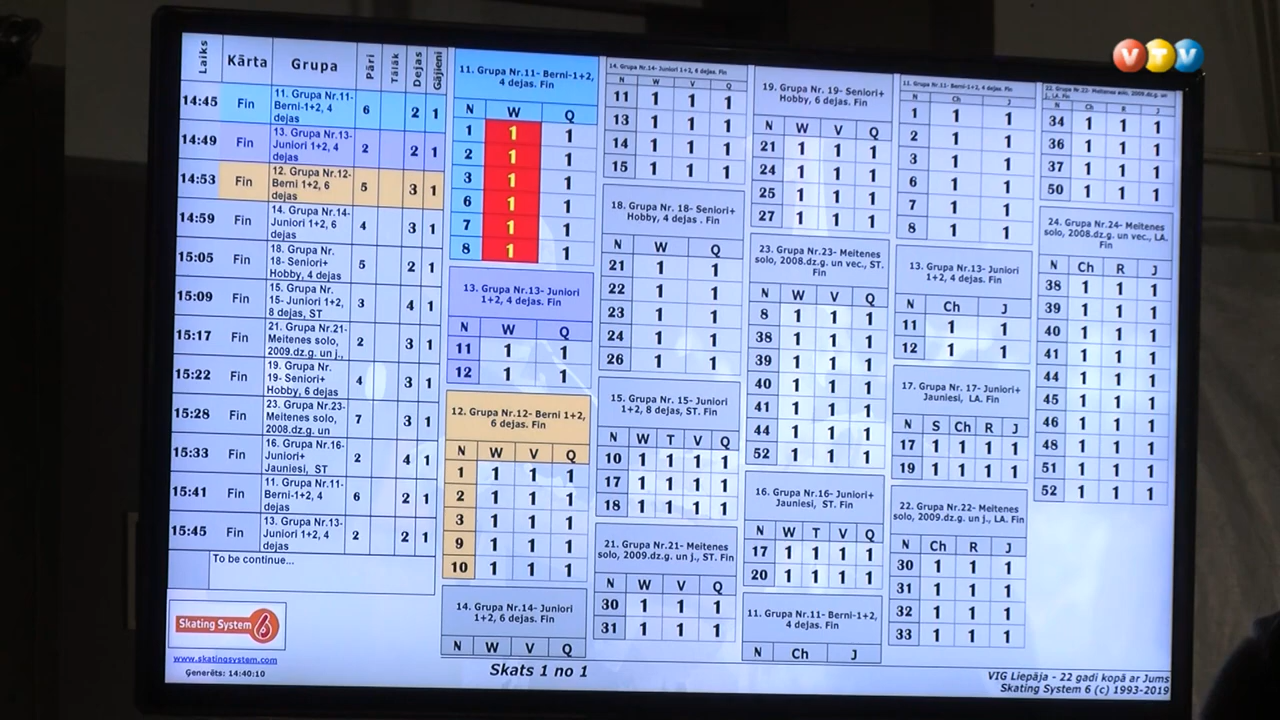 VTV
Laiks Kārta Grupa Pāri Tālāk Dejas Gājieni
14:45 Fin 11. Grupa Nr.11- Berni-1+2, 4 dejas 6 2 1
14:49 Fin 13. Grupa Nr.13- Juniori 1+2, 4 dejas 2 2 1
14:53 Fin 12. Grupa Nr.12- Berni 1+2, 6 dejas 5 3 1
14:59 Fin 14. Grupa Nr.14- Juniori 1+2, 6 dejas 4 3 1
15:05 Fin 18. Grupa Nr. 18- Seniori+ Hobby, 4 dejas 5 2 1
15:09 Fin 15. Grupa Nr. 15- Juniori 1+2, 8 dejas, ST 3 4 1
15:17 Fin 21. Grupa Nr.21- Meitenes solo, 2009.dz.g. un j., 2 3 1
15:22 Fin 19. Grupa Nr. 19- Seniori+ Hobby, 6 dejas 4 3 1
15:28 Fin 23. Grupa Nr.23- Meitenes solo, 2008.dz.g. un 7 3 1
15:33 Fin 16. Grupa Nr.16- Juniori+ Jauniesi, ST 2 4 1
15:41 Fin 11. Grupa Nr.11- Berni-1+2, 4 dejas 6 2 1
15:45 Fin 13. Grupa Nr.13- Juniori 1+2, 4 dejas 2 2 1
To be continue...
Skating System 6
www.skatingsystem.com
Ģenerēts: 14:40:10
11. Grupa Nr.11- Berni-1+2,
4 dejas. Fin
N W Q
1 1 1
2 1 1
3 1 1
6 1 1
7 1 1
8 1 1
13. Grupa Nr.13- Juniori
1+2, 4 dejas. Fin
N W Q
11 1 1
12 1 1
12. Grupa Nr.12- Berni 1+2,
6 dejas. Fin
N W V Q
1 1 1 1
2 1 1 1
3 1 1 1
9 1 1 1
10 1 1 1
14. Grupa Nr.14- Juniori
1+2, 6 dejas. Fin
N W V Q
14. Grupa Nr.14- Juniori 1+2, 6 dejas. Fin
N W V Q
11 1 1 1
13 1 1 1
14 1 1 1
15 1 1 1
18. Grupa Nr. 18- Seniori+
Hobby, 4 dejas . Fin
N W Q
21 1 1
22 1 1
23 1 1
24 1 1
26 1 1
15. Grupa Nr. 15- Juniori
1+2, 8 dejas, ST. Fin
N W T V Q
10 1 1 1 1
17 1 1 1 1
18 1 1 1 1
21. Grupa Nr.21- Meitenes
solo, 2009.dz.g. un j., ST. Fin
N W V Q
30 1 1 1
31 1 1 1
19. Grupa Nr. 19- Seniori+
Hobby, 6 dejas. Fin
N W V Q
21 1 1 1
24 1 1 1
25 1 1 1
27 1 1 1
23. Grupa Nr.23- Meitenes
solo, 2008.dz.g. un vec., ST.
Fin
N W V Q
8 1 1 1
38 1 1 1
39 1 1 1
40 1 1 1
41 1 1 1
44 1 1 1
52 1 1 1
16. Grupa Nr.16- Juniori+
Jauniesi, ST. Fin
N W T V Q
17 1 1 1 1
20 1 1 1 1
11. Grupa Nr.11- Berni-1+2,
4 dejas. Fin
N Ch J
11. Grupa Nr.11- Berni-1+2, 4 dejas. Fin
N Ch J
1 1 1
2 1 1
3 1 1
6 1 1
7 1 1
8 1 1
13. Grupa Nr.13- Juniori
1+2, 4 dejas. Fin
N Ch J
11 1 1
12 1 1
17. Grupa Nr. 17- Juniori+
Jauniesi, LA. Fin
N S Ch R J
17 1 1 1 1
19 1 1 1 1
22. Grupa Nr.22- Meitenes
solo, 2009.dz.g. un j., LA. Fin
N Ch R J
30 1 1 1
31 1 1 1
32 1 1 1
33 1 1 1
22. Grupa Nr.22- Meitenes solo, 2009.dz.g. un
j., LA. Fin
N Ch R J
34 1 1 1
36 1 1 1
37 1 1 1
50 1 1 1
24. Grupa Nr.24- Meitenes
solo, 2008.dz.g. un vec., LA.
Fin
N Ch R J
38 1 1 1
39 1 1 1
40 1 1 1
41 1 1 1
44 1 1 1
45 1 1 1
46 1 1 1
48 1 1 1
51 1 1 1
52 1 1 1
Skats 1 no 1
VIG Liepāja - 22 gadi kopā ar Jums
Skating System 6 (c) 1993-2019